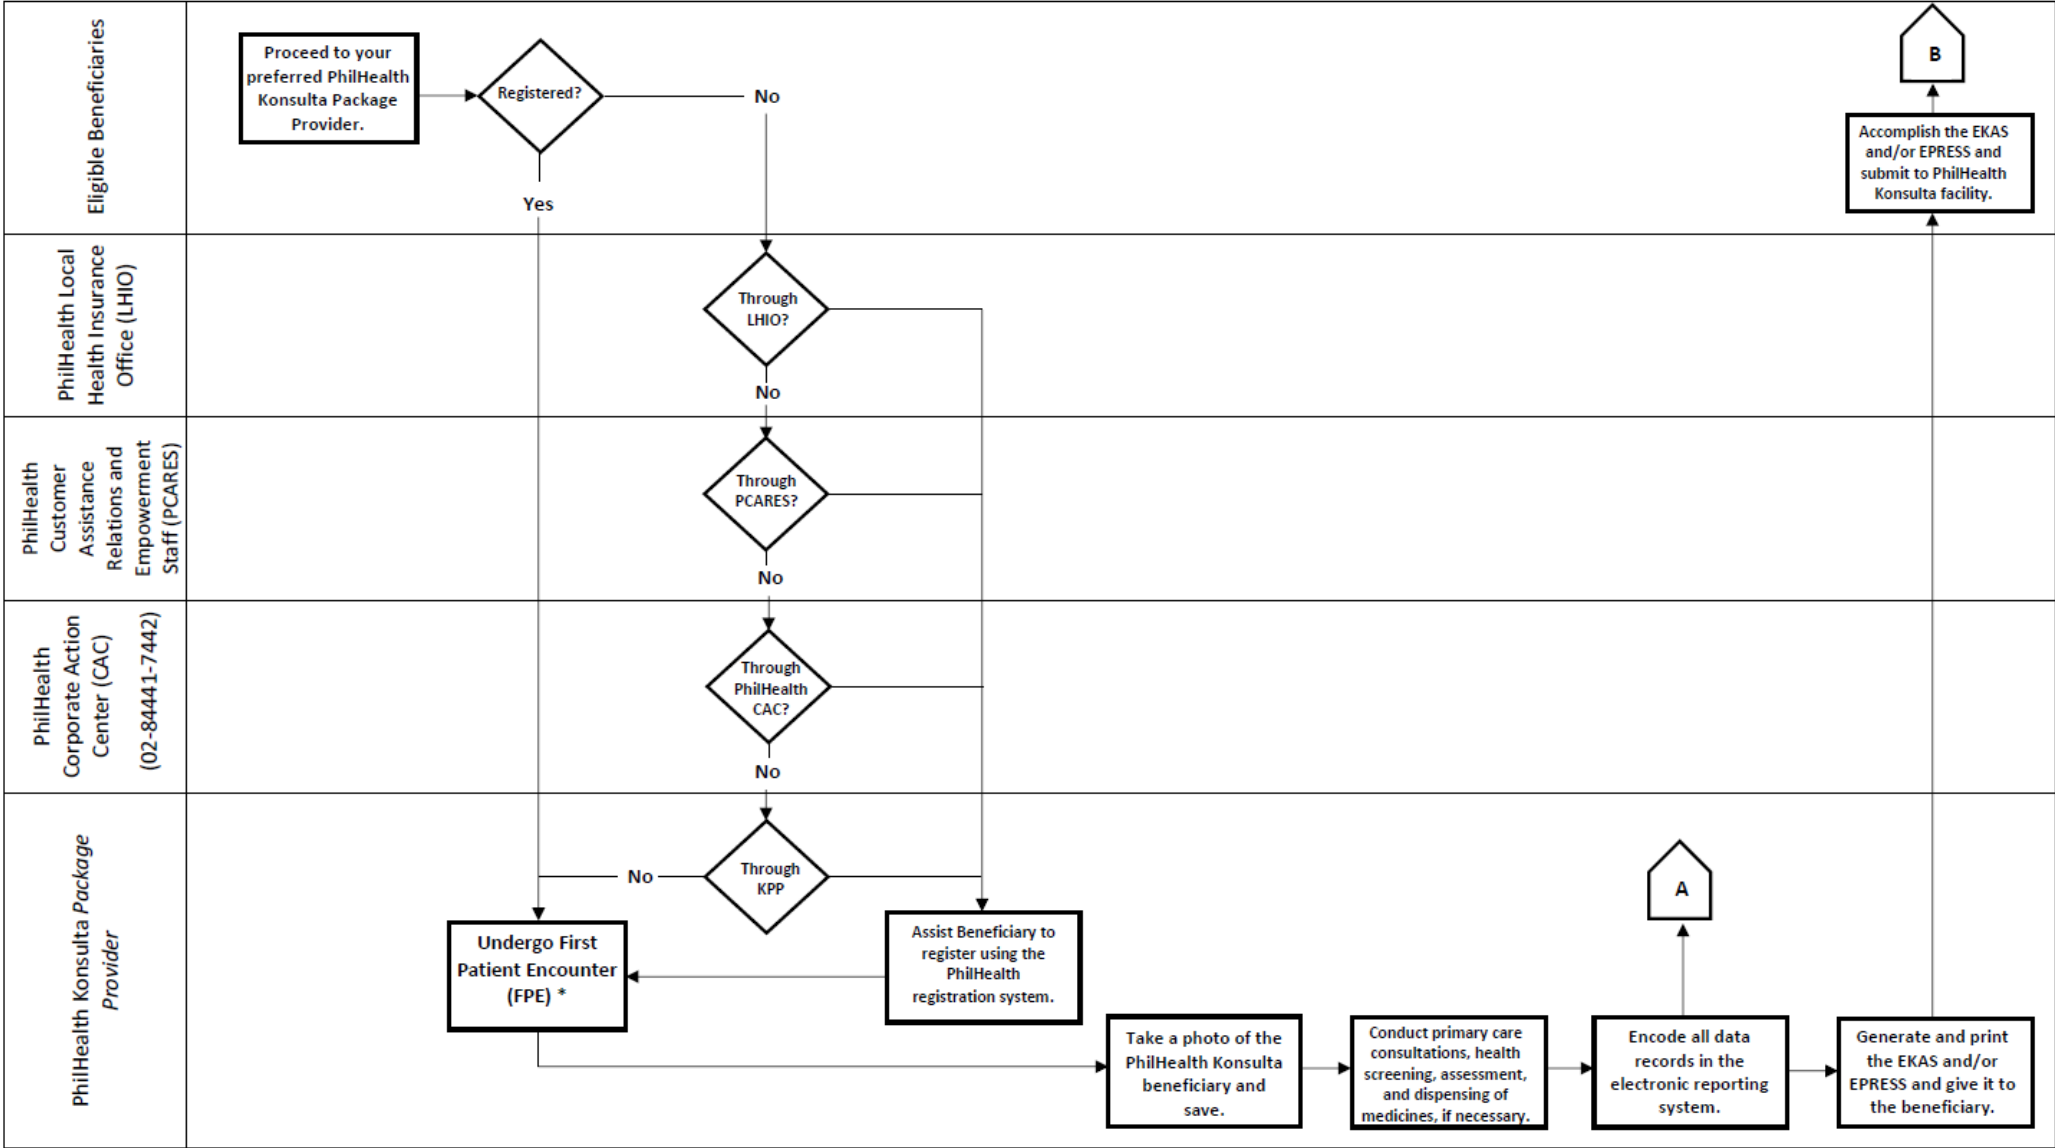 Eligible Beneficiaries
Proceed to your
preferred PhilHealth
Konsulta Package
Provider.
Registered?
No
Yes
B
Accomplish the EKAS
and/or EPRESS and
submit to PhilHealth
Konsulta facility.
PhilHealth Local
Health Insurance
Office (LHIO)
Through
LHIO?
No
PhilHealth
Customer
Assistance
Relations and
Empowerment
Staff (PCARES)
Through
PCARES?
No
PhilHealth
Corporate Action
Center (CAC)
(02-84441-7442)
Through
PhilHealth
CAC?
No
PhilHealth Konsulta Package
Provider
Through
KPP
No
Undergo First
Patient Encounter
(FPE) *
Assist Beneficiary to
register using the
PhilHealth
registration system.
Take a photo of the
PhilHealth Konsulta
beneficiary and
save.
Conduct primary care
consultations, health
screening, assessment,
and dispensing of
medicines, if necessary.
A
Encode all data
records in the
electronic reporting
system.
Generate and print
the EKAS and/or
EPRESS and give it to
the beneficiary.